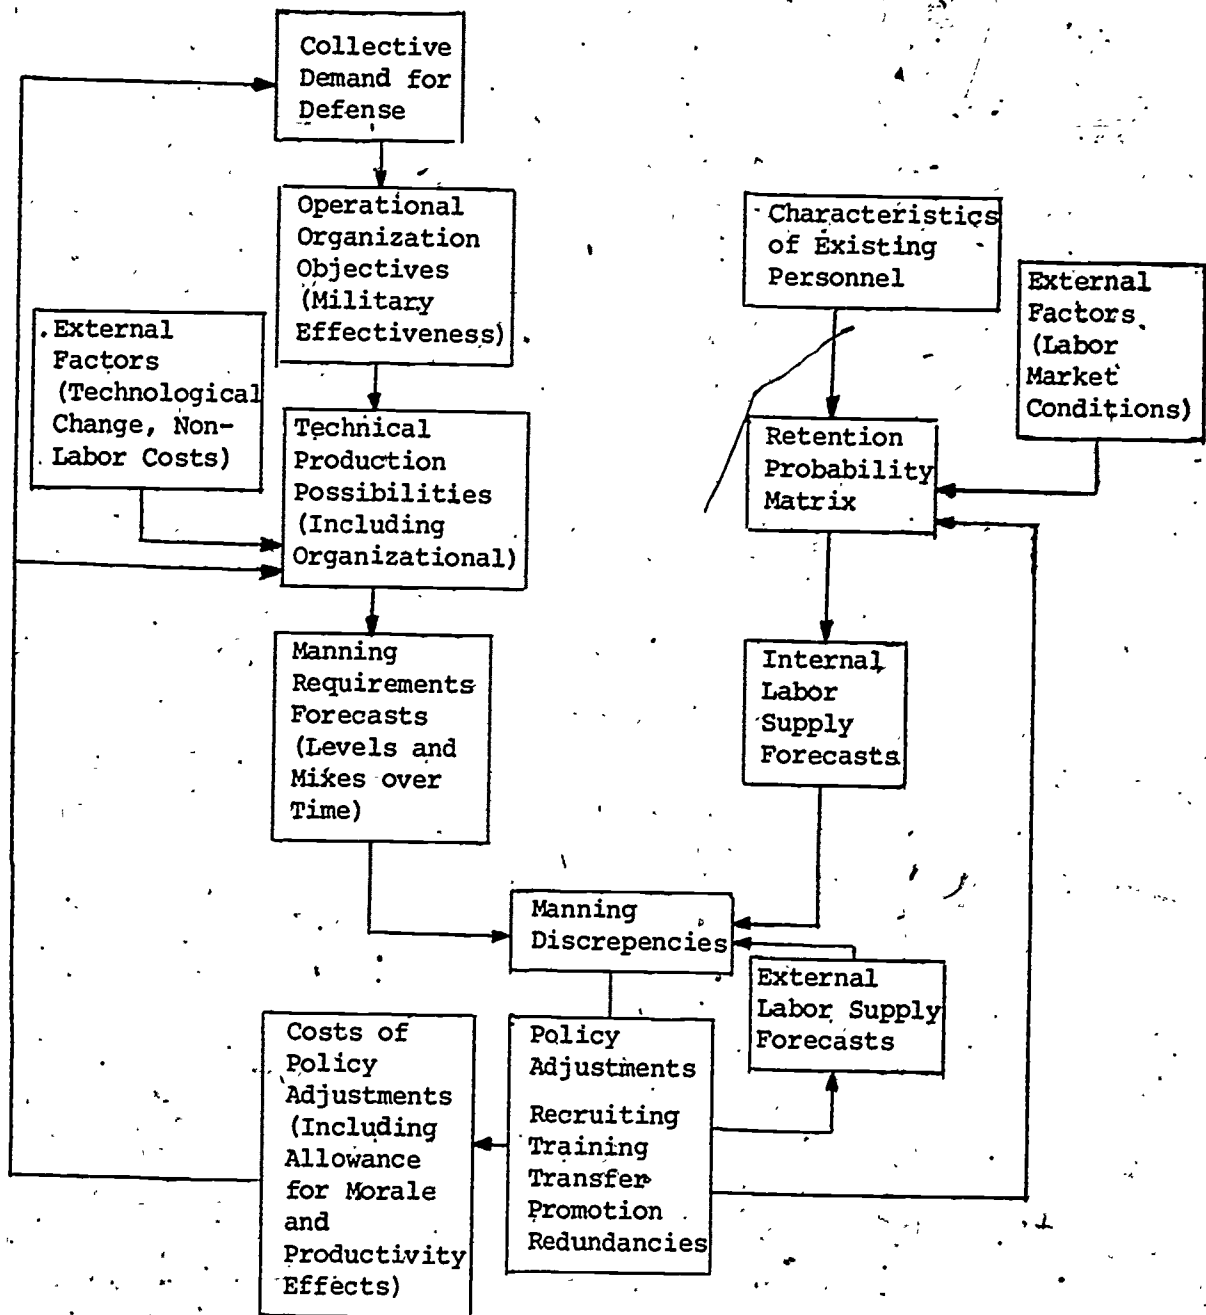 Collective
Demand for
Defense
Operational
Organization
Objectives
(Military
Effectiveness)
Characteristics
of Existing
Personnel
External
Factors
(Labor
Market
Conditions)
External
Factors
(Technological
Change, Non-
Labor Costs)
Technical
Production
Possibilities
(Including
Organizational)
Retention
Probability
Matrix
Manning
Requirements
Forecasts
(Levels and
Mixes over
Time)
Internal
Labor
Supply
Forecasts
Manning
Discrepencies
External
Labor Supply
Forecasts
Costs of
Policy
Adjustments
(Including
Allowance
for Morale
and
Productivity
Effects)
Policy
Adjustments
Recruiting
Training
Transfer
Promotion
Redundancies